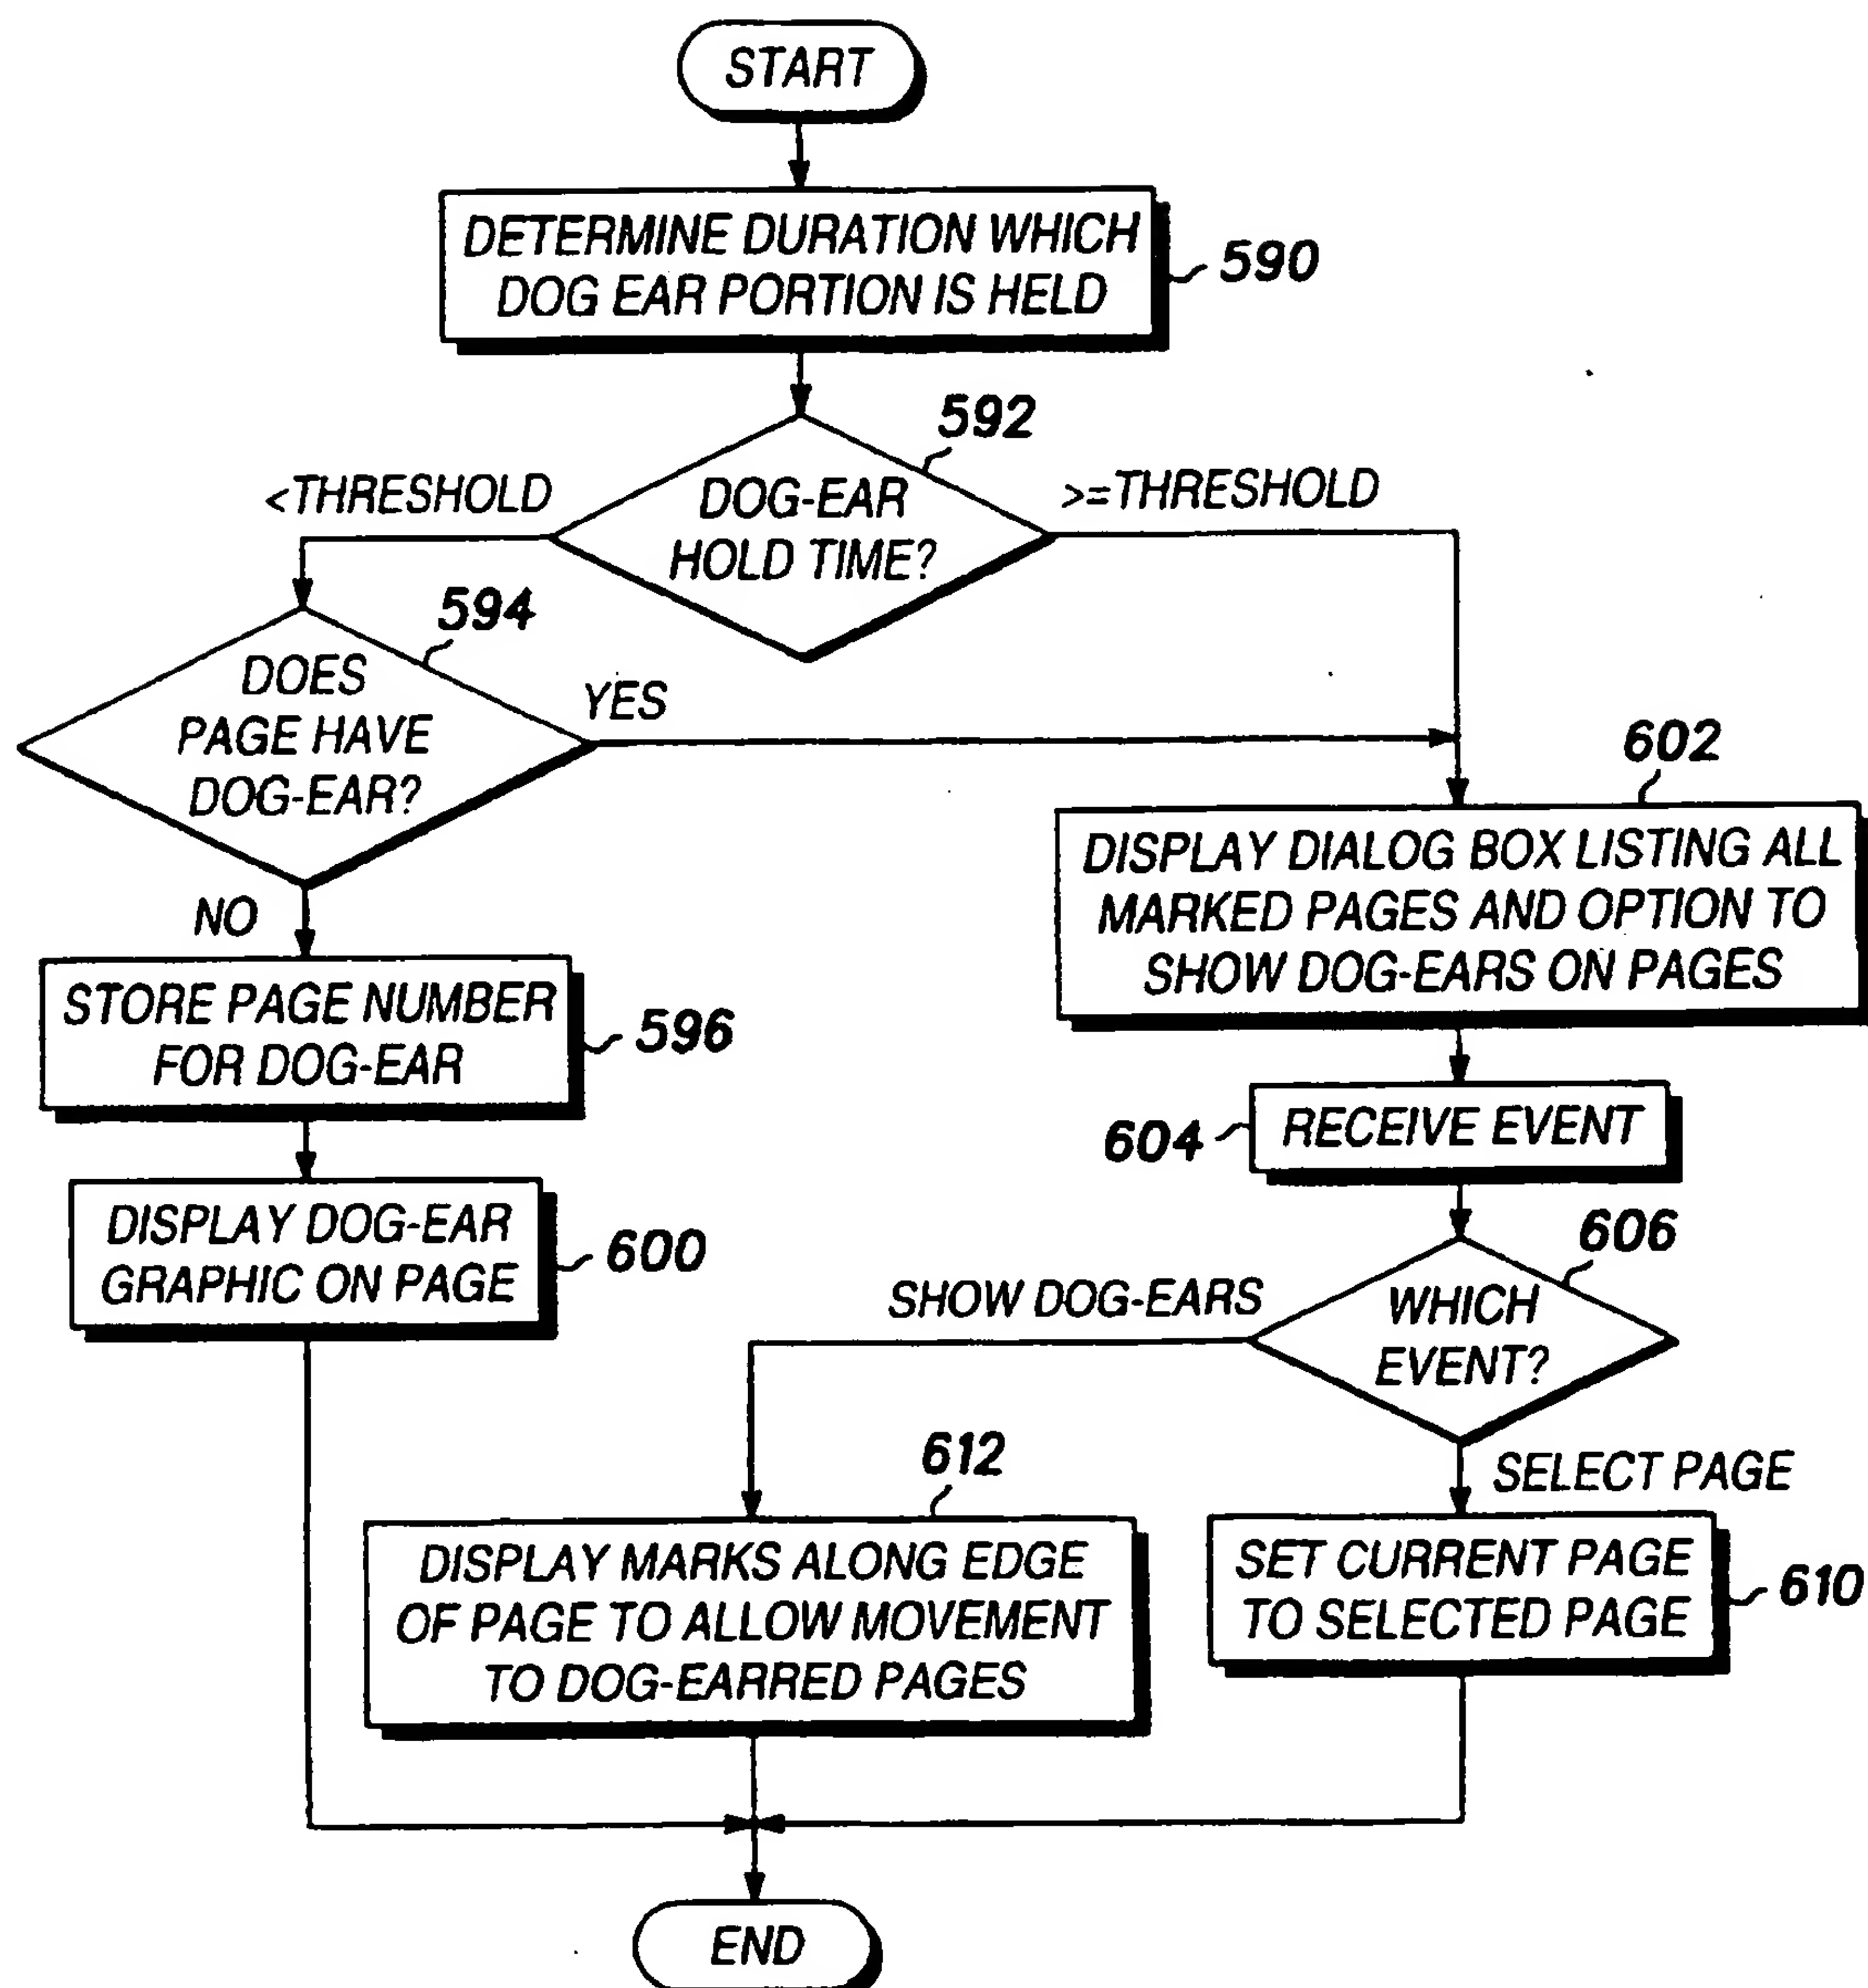 START
DETERMINE DURATION WHICH
DOG EAR PORTION IS HELD
590
592
<THRESHOLD
DOG-EAR
HOLD TIME?
>=THRESHOLD
594
DOES
PAGE HAVE
DOG-EAR?
YES
NO
602
DISPLAY DIALOG BOX LISTING ALL
MARKED PAGES AND OPTION TO
SHOW DOG-EARS ON PAGES
STORE PAGE NUMBER
FOR DOG-EAR
596
604
RECEIVE EVENT
DISPLAY DOG-EAR
GRAPHIC ON PAGE
600
606
SHOW DOG-EARS
WHICH
EVENT?
SELECT PAGE
612
DISPLAY MARKS ALONG EDGE
OF PAGE TO ALLOW MOVEMENT
TO DOG-EARRED PAGES
SET CURRENT PAGE
TO SELECTED PAGE
610
END